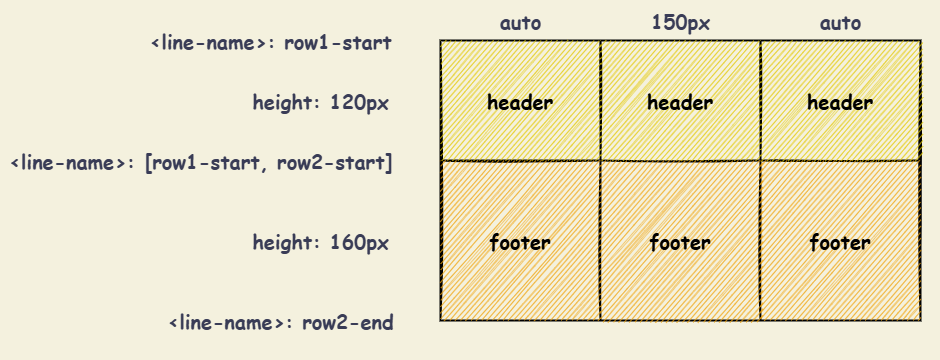 auto 150px auto
<line-name>: row1-start
height: 120px
header header header
<line-name>: [row1-start, row2-start]
height: 160px
footer footer footer
<line-name>: row2-end